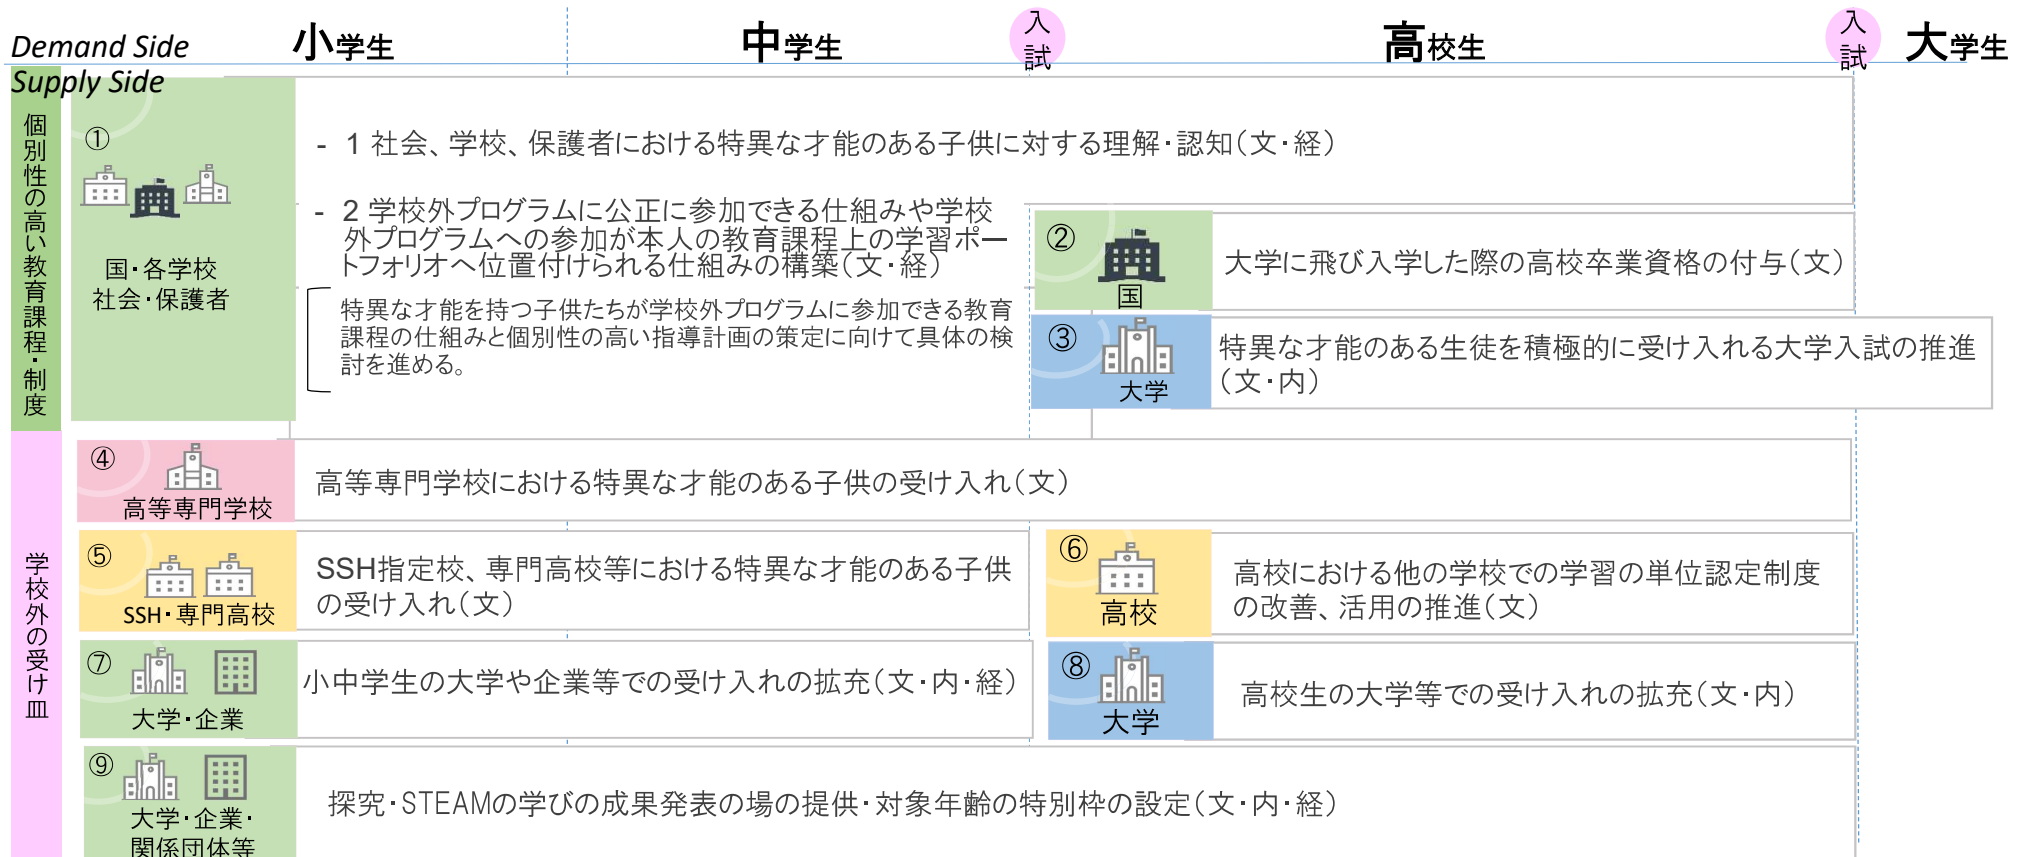 Demand Side
小学生
中学生
入試
高校生
入試
大学生
Supply Side
個別性の高い教育課程・制度
①
国・各学校
社会・保護者
- 1 社会、学校、保護者における特異な才能のある子供に対する理解・認知(文・経)
- 2 学校外プログラムに公正に参加できる仕組みや学校
外プログラムへの参加が本人の教育課程上の学習ポー
トフォリオへ位置付けられる仕組みの構築(文・経)
特異な才能を持つ子供たちが学校外プログラムに参加できる教育
課程の仕組みと個別性の高い指導計画の策定に向けて具体の検
討を進める。
②
国
大学に飛び入学した際の高校卒業資格の付与(文)
③
大学
特異な才能のある生徒を積極的に受け入れる大学入試の推進
(文・内)
学校外の受け皿
④
高等専門学校
高等専門学校における特異な才能のある子供の受け入れ(文)
⑤
SSH・専門高校
SSH指定校、専門高校等における特異な才能のある子供
の受け入れ(文)
⑥
高校
高校における他の学校での学習の単位認定制度
の改善、活用の推進(文)
⑦
大学・企業
小中学生の大学や企業等での受け入れの拡充(文・内・経)
⑧
大学
高校生の大学等での受け入れの拡充(文・内)
⑨
大学・企業・
関係団体等
探究・STEAMの学びの成果発表の場の提供・対象年齢の特別枠の設定(文・内・経)